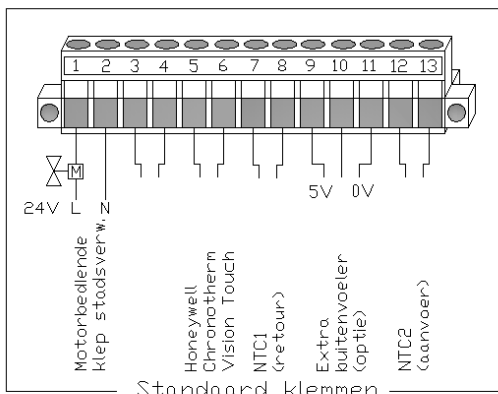 1 2 3 4 5 6 7 8 9 10 11 12 13
M
24V L N
5V 0V
Motorbediende
klep stadsverw.
Honeywell
Chronotherm
Vision Touch
NTC1
(retour)
Extra
buitenvoeler
(optie)
NTC2
(aanvoer)
Standaard klemmen